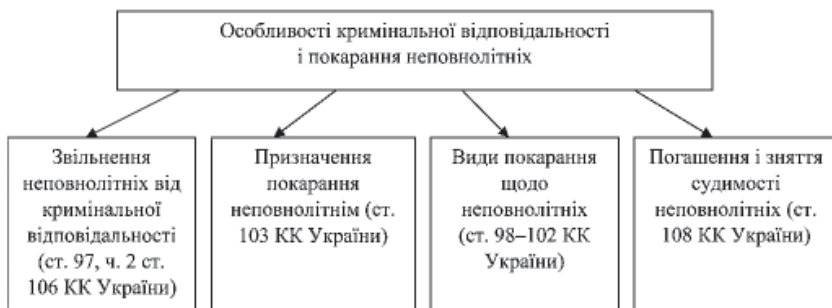 Особливості кримінальної відповідальності
і покарання неповнолітніх
Звільнення
неповнолітніх від
кримінальної
відповідальності
(ст. 97, ч. 2 ст.
106 КК України)
Призначення
покарання
неповнолітнім (ст.
103 КК України)
Види покарання
щодо
неповнолітніх
(ст. 98–102 КК
України)
Погашення і зняття
судимості
неповнолітніх (ст.
108 КК України)